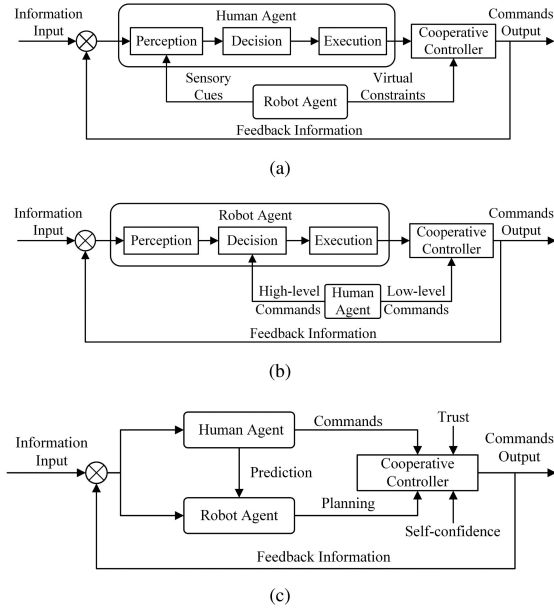 Human Agent
Information
Input
Perception
Decision
Execution
Cooperative
Controller
Commands
Output
Sensory
Cues
Robot Agent
Virtual
Constraints
Feedback Information
(a)
Robot Agent
Information
Input
Perception
Decision
Execution
Cooperative
Controller
Commands
Output
High-level
Commands
Human
Agent
Low-level
Commands
Feedback Information
(b)
Information
Input
Human Agent
Commands
Trust
Commands
Output
Prediction
Cooperative
Controller
Robot Agent
Planning
Self-confidence
Feedback Information
(c)